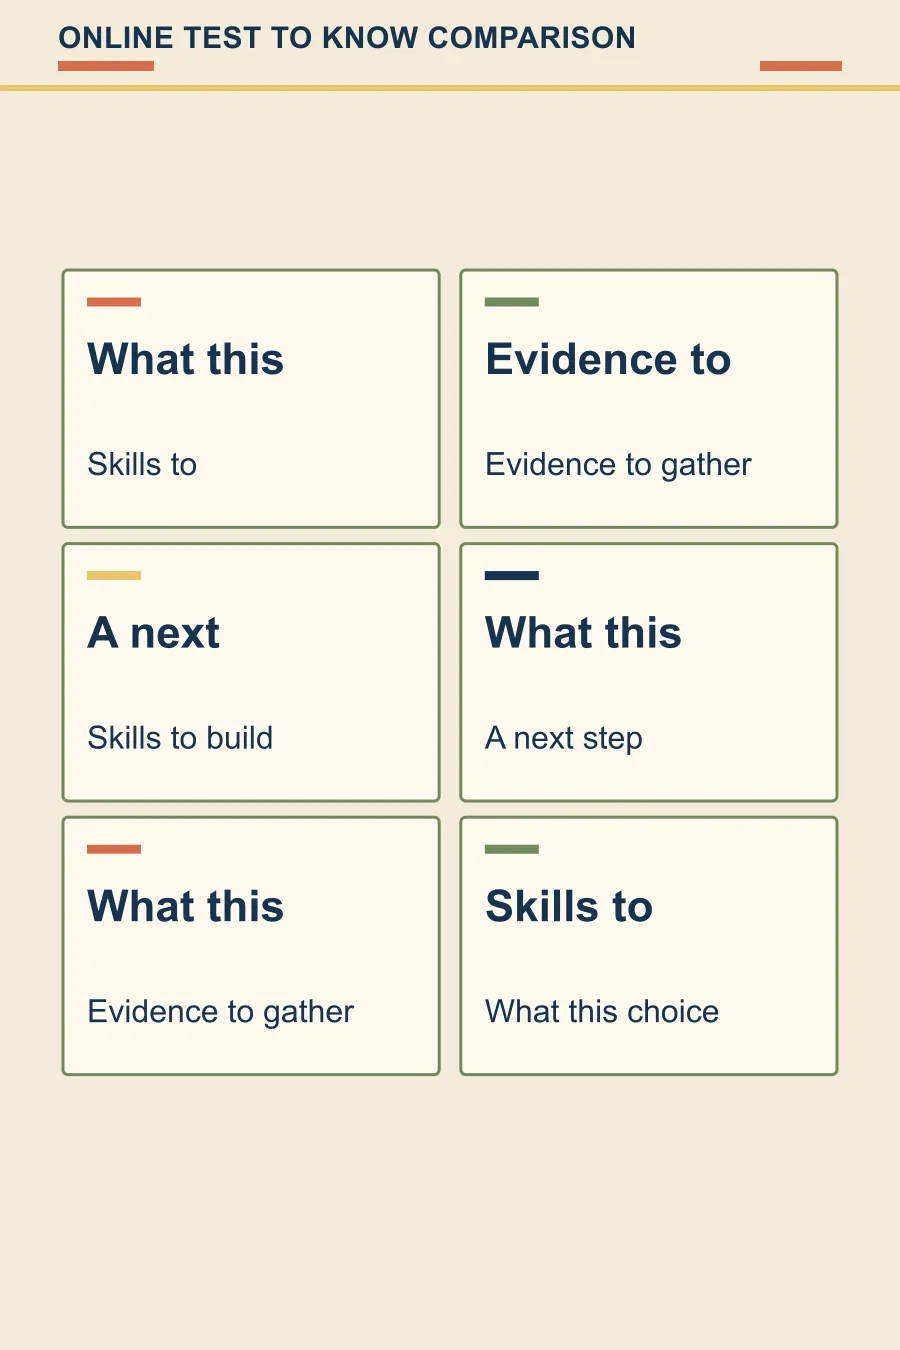 ONLINE TEST TO KNOW COMPARISON
What this
Skills to
Evidence to
Evidence to gather
A next
Skills to build
What this
A next step
What this
Evidence to gather
Skills to
What this choice